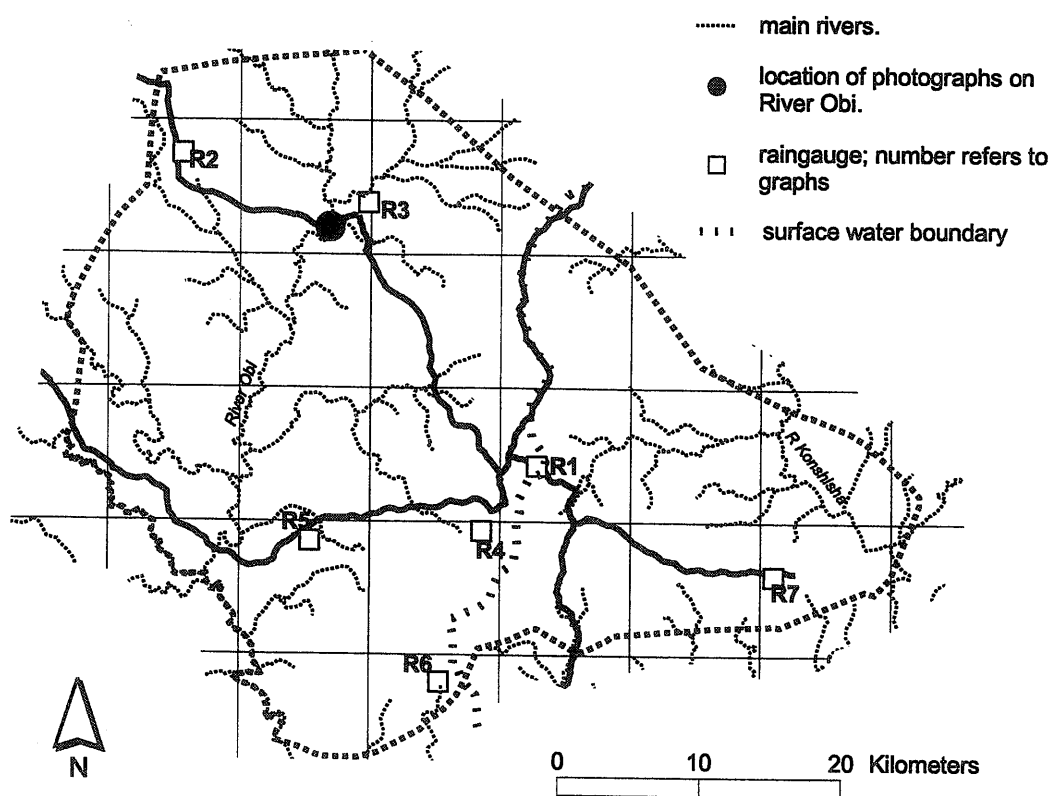 main rivers.
location of photographs on
River Obi.
raingauge; number refers to
graphs
surface water boundary
R2
R3
River Obi
R1
R Konshisha
R5
R4
R7
R6
N
0 10 20 Kilometers